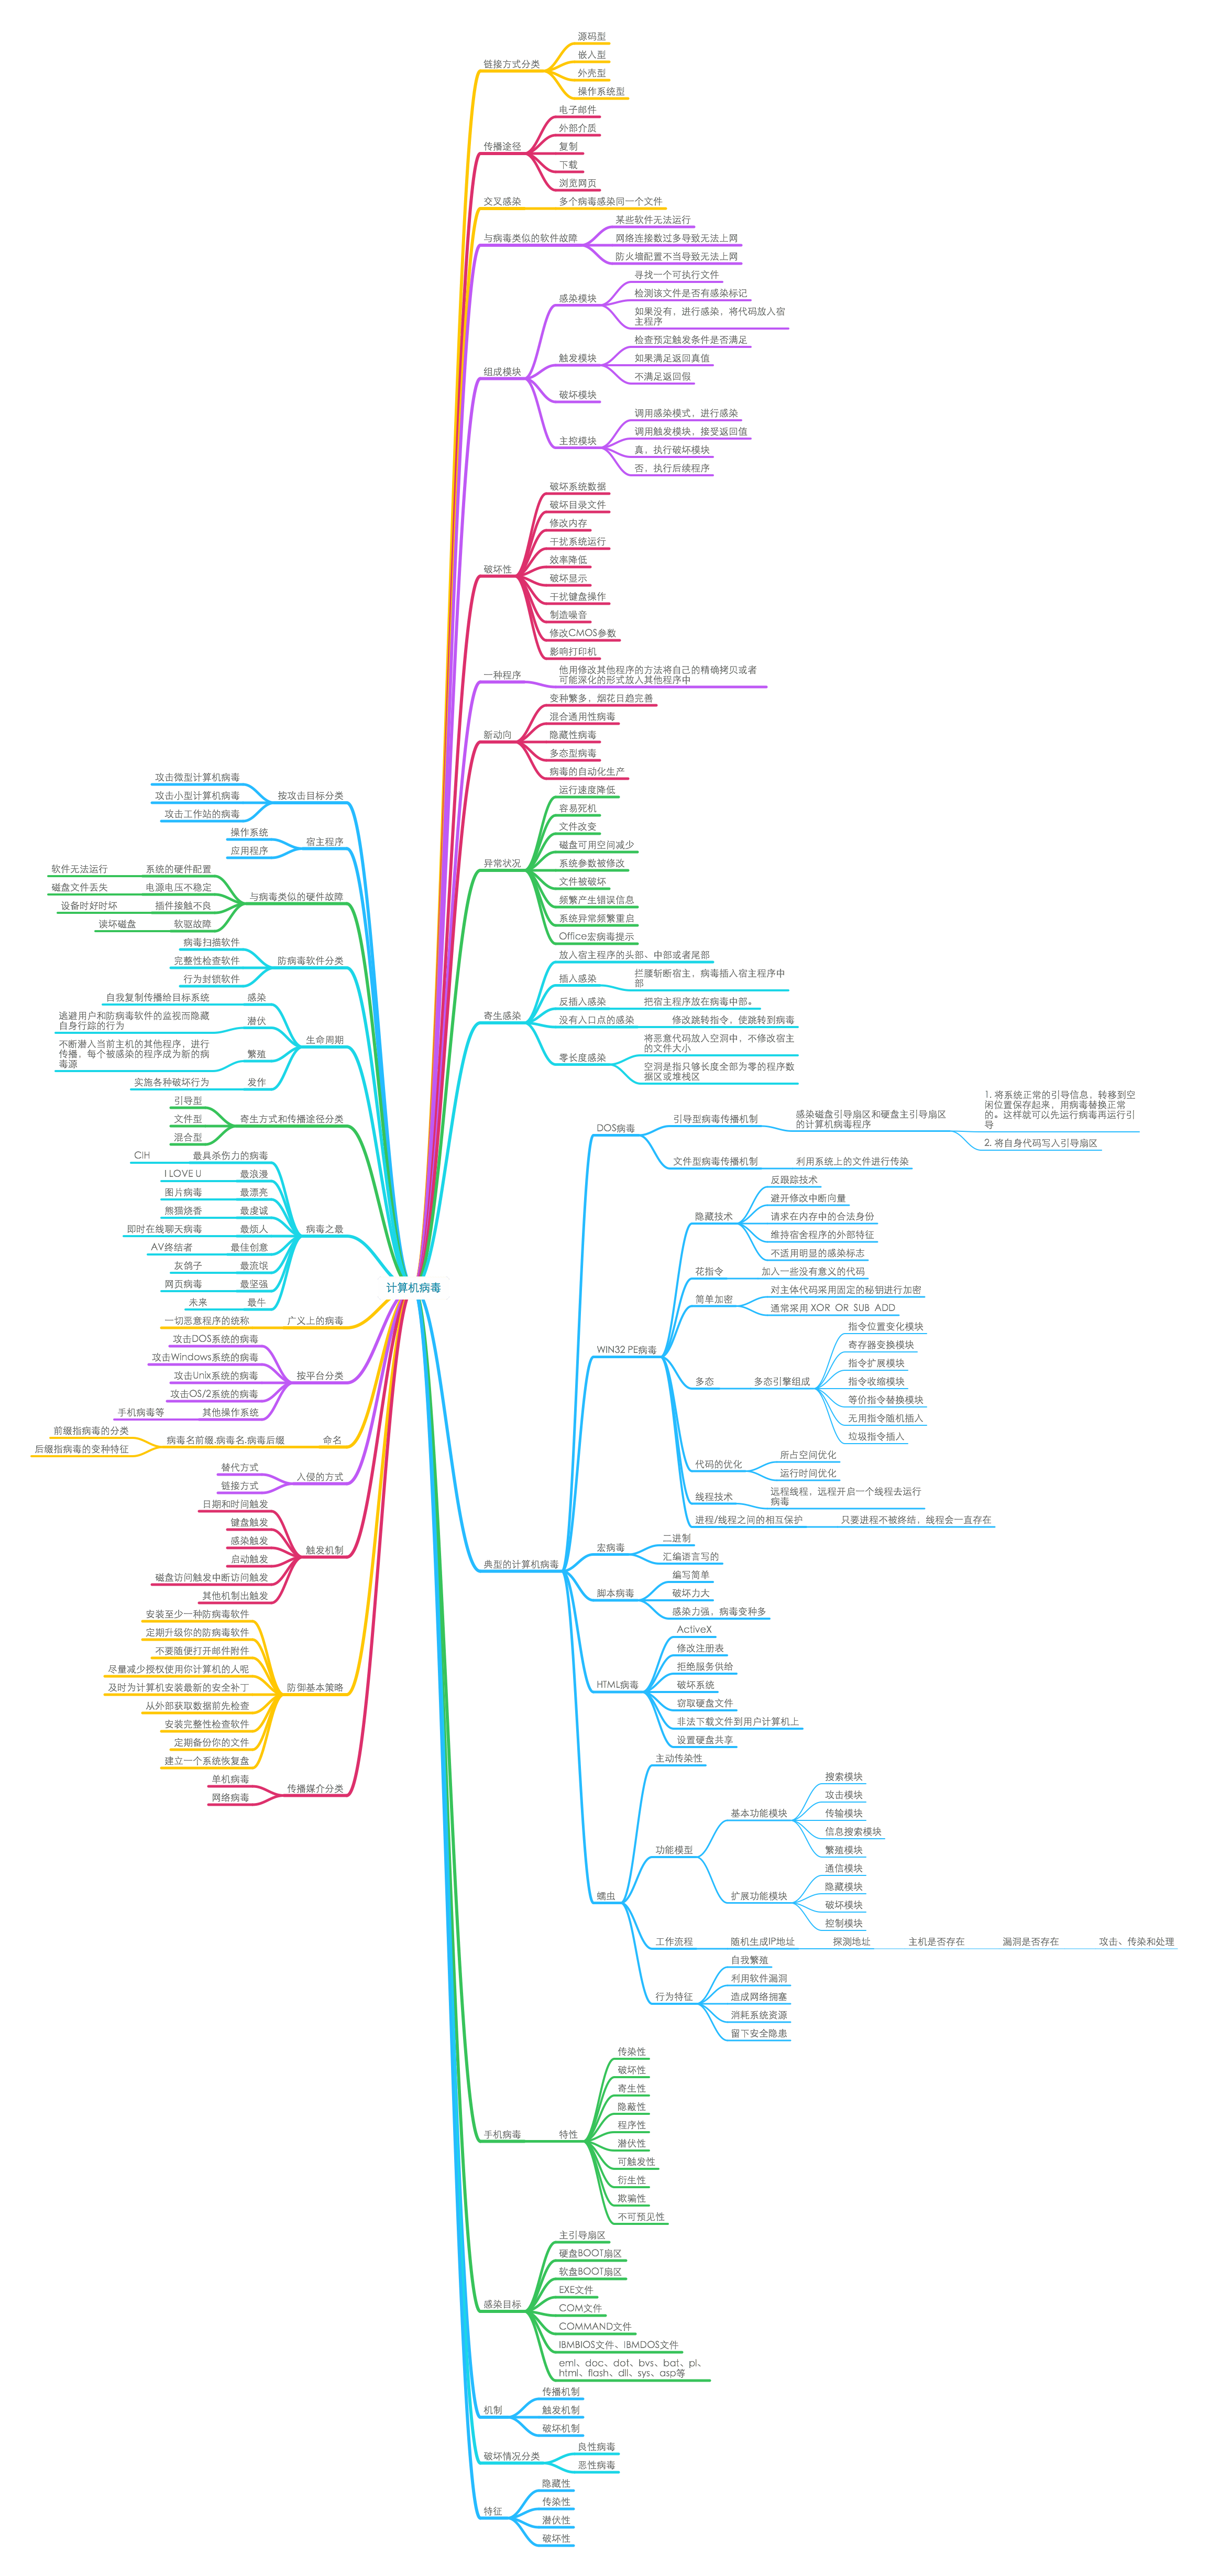 链接方式分类
源码型
嵌入型
外壳型
操作系统型
传播途径
电子邮件
外部介质
复制
下载
浏览网页
交叉感染
多个病毒感染同一个文件
与病毒类似的软件故障
某些软件无法运行
网络连接数过多导致无法上网
防火墙配置不当导致无法上网
组成模块
感染模块
寻找一个可执行文件
检测该文件是否有感染标记
如果没有，进行感染，将代码放入宿
主程序
触发模块
检查预定触发条件是否满足
如果满足返回真值
不满足返回假
破坏模块
主控模块
调用感染模式，进行感染
调用触发模块，接受返回值
真，执行破坏模块
否，执行后续程序
破坏性
破坏系统数据
破坏目录文件
修改内存
干扰系统运行
效率降低
破坏显示
干扰键盘操作
制造噪音
修改CMOS参数
影响打印机
一种程序
他用修改其他程序的方法将自己的精确拷贝或者
可能深化的形式放入其他程序中
新动向
变种繁多，烟花日趋完善
混合通用性病毒
隐藏性病毒
多态型病毒
病毒的自动化生产
异常状况
运行速度降低
容易死机
文件改变
磁盘可用空间减少
系统参数被修改
文件被破坏
频繁产生错误信息
系统异常频繁重启
Office宏病毒提示
寄生感染
放入宿主程序的头部、中部或者尾部
插入感染
拦腰斩断宿主，病毒插入宿主程序中
部
反插入感染
把宿主程序放在病毒中部。
没有入口点的感染
修改跳转指令，使跳转到病毒
零长度感染
将恶意代码放入空洞中，不修改宿主
的文件大小
空洞是指只够长度全部为零的程序数
据区或堆栈区
按攻击目标分类
攻击微型计算机病毒
攻击小型计算机病毒
攻击工作站的病毒
宿主程序
操作系统
应用程序
与病毒类似的硬件故障
系统的硬件配置
软件无法运行
电源电压不稳定
磁盘文件丢失
插件接触不良
设备时好时坏
软驱故障
读坏磁盘
防病毒软件分类
病毒扫描软件
完整性检查软件
行为封锁软件
生命周期
感染
自我复制传播给目标系统
潜伏
逃避用户和防病毒软件的监视而隐藏
自身行踪的行为
繁殖
不断潜入当前主机的其他程序，进行
传播，每个被感染的程序成为新的病
毒源
发作
实施各种破坏行为
寄生方式和传播途径分类
引导型
文件型
混合型
病毒之最
最具杀伤力的病毒
CIH
最浪漫
I LOVE U
最漂亮
图片病毒
最虔诚
熊猫烧香
最烦人
即时在线聊天病毒
最佳创意
AV终结者
最流氓
灰鸽子
最坚强
网页病毒
最牛
未来
计算机病毒
广义上的病毒
一切恶意程序的统称
按平台分类
攻击DOS系统的病毒
攻击Windows系统的病毒
攻击Unix系统的病毒
攻击OS/2系统的病毒
其他操作系统
手机病毒等
命名
病毒名前缀.病毒名.病毒后缀
前缀指病毒的分类
后缀指病毒的变种特征
入侵的方式
替代方式
链接方式
触发机制
日期和时间触发
键盘触发
感染触发
启动触发
磁盘访问触发中断访问触发
其他机制出触发
防御基本策略
安装至少一种防病毒软件
定期升级你的防病毒软件
不要随便打开邮件附件
尽量减少授权使用你计算机的人呢
及时为计算机安装最新的安全补丁
从外部获取数据前先检查
安装完整性检查软件
定期备份你的文件
建立一个系统恢复盘
传播媒介分类
单机病毒
网络病毒
典型的计算机病毒
DOS病毒
引导型病毒传播机制
感染磁盘引导扇区和硬盘主引导扇区
的计算机病毒程序
1. 将系统正常的引导信息，转移到空
闲位置保存起来，用病毒替换正常
的。这样就可以先运行病毒再运行引
导
2. 将自身代码写入引导扇区
文件型病毒传播机制
利用系统上的文件进行传染
WIN32 PE病毒
隐藏技术
反跟踪技术
避开修改中断向量
请求在内存中的合法身份
维持宿舍程序的外部特征
不适用明显的感染标志
花指令
加入一些没有意义的代码
简单加密
对主体代码采用固定的秘钥进行加密
通常采用 XOR OR SUB ADD
多态
多态引擎组成
指令位置变化模块
寄存器变换模块
指令扩展模块
指令收缩模块
等价指令替换模块
无用指令随机插入
垃圾指令插入
代码的优化
所占空间优化
运行时间优化
线程技术
远程线程，远程开启一个线程去运行
病毒
进程/线程之间的相互保护
只要进程不被终结，线程会一直存在
宏病毒
二进制
汇编语言写的
脚本病毒
编写简单
破坏力大
感染力强，病毒变种多
HTML病毒
ActiveX
修改注册表
拒绝服务供给
破坏系统
窃取硬盘文件
非法下载文件到用户计算机上
设置硬盘共享
蠕虫
主动传染性
功能模型
基本功能模块
搜索模块
攻击模块
传输模块
信息搜索模块
繁殖模块
扩展功能模块
通信模块
隐藏模块
破坏模块
控制模块
工作流程
随机生成IP地址
探测地址
主机是否存在
漏洞是否存在
攻击、传染和处理
行为特征
自我繁殖
利用软件漏洞
造成网络拥塞
消耗系统资源
留下安全隐患
手机病毒
特性
传染性
破坏性
寄生性
隐蔽性
程序性
潜伏性
可触发性
衍生性
欺骗性
不可预见性
感染目标
主引导扇区
硬盘BOOT扇区
软盘BOOT扇区
EXE文件
COM文件
COMMAND文件
IBMBIOS文件、IBMDOS文件
eml、doc、dot、bvs、bat、pl、
html、flash、dll、sys、asp等
机制
传播机制
触发机制
破坏机制
破坏情况分类
良性病毒
恶性病毒
特征
隐藏性
传染性
潜伏性
破坏性